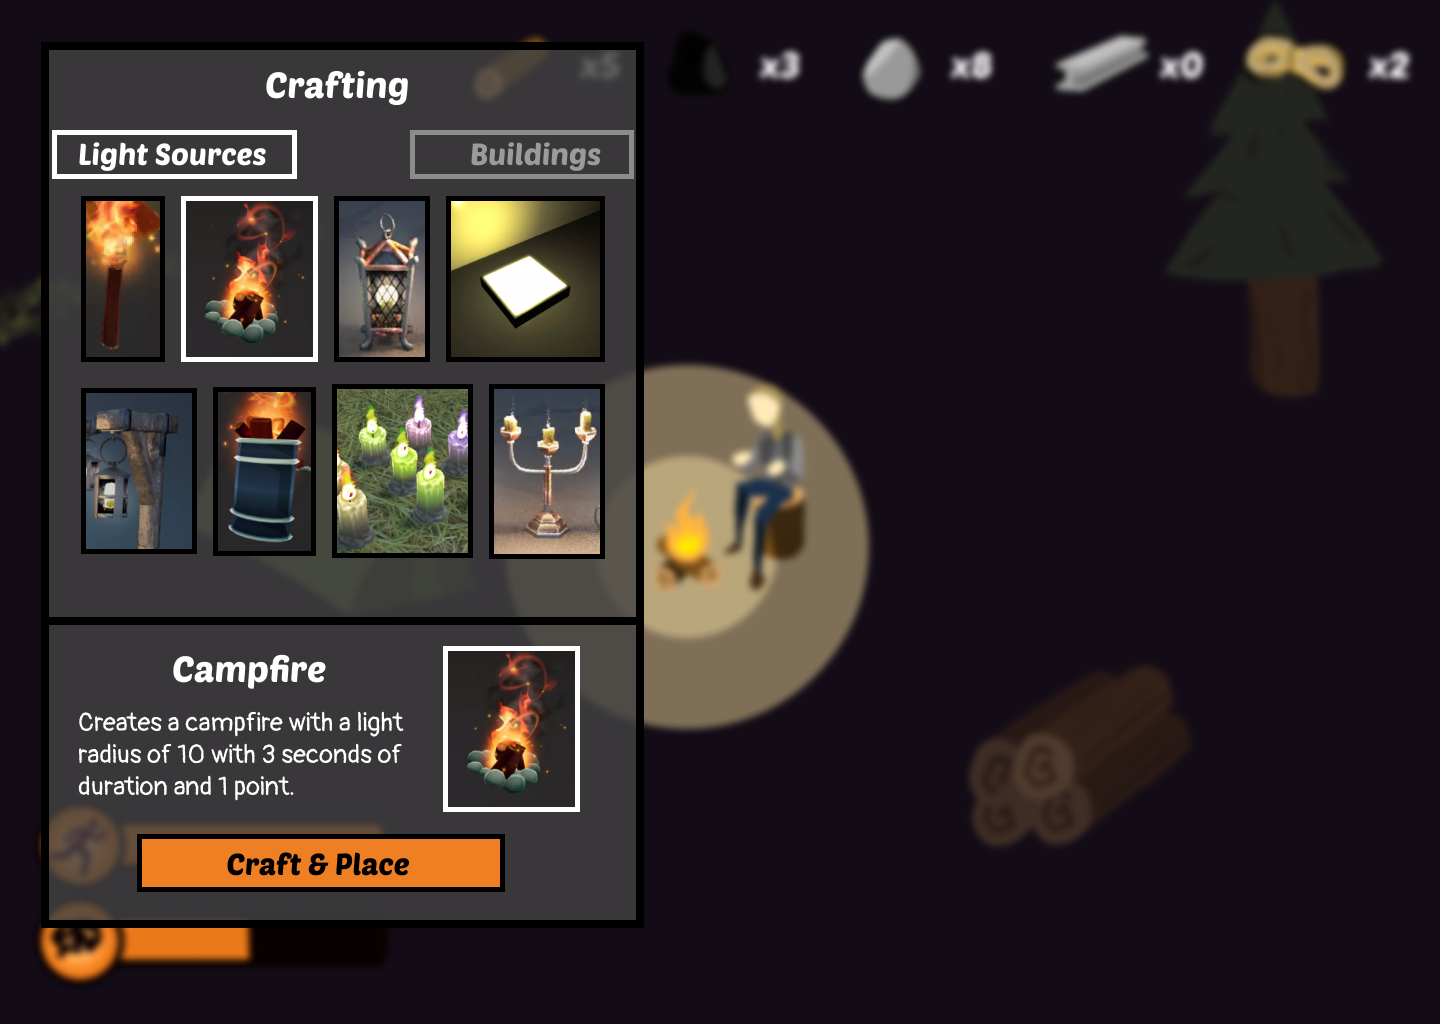 x5 x3 x8 x0 x2
Crafting
Light Sources Buildings
Campfire
Creates a campfire with a light
radius of 10 with 3 seconds of
duration and 1 point.
Craft & Place